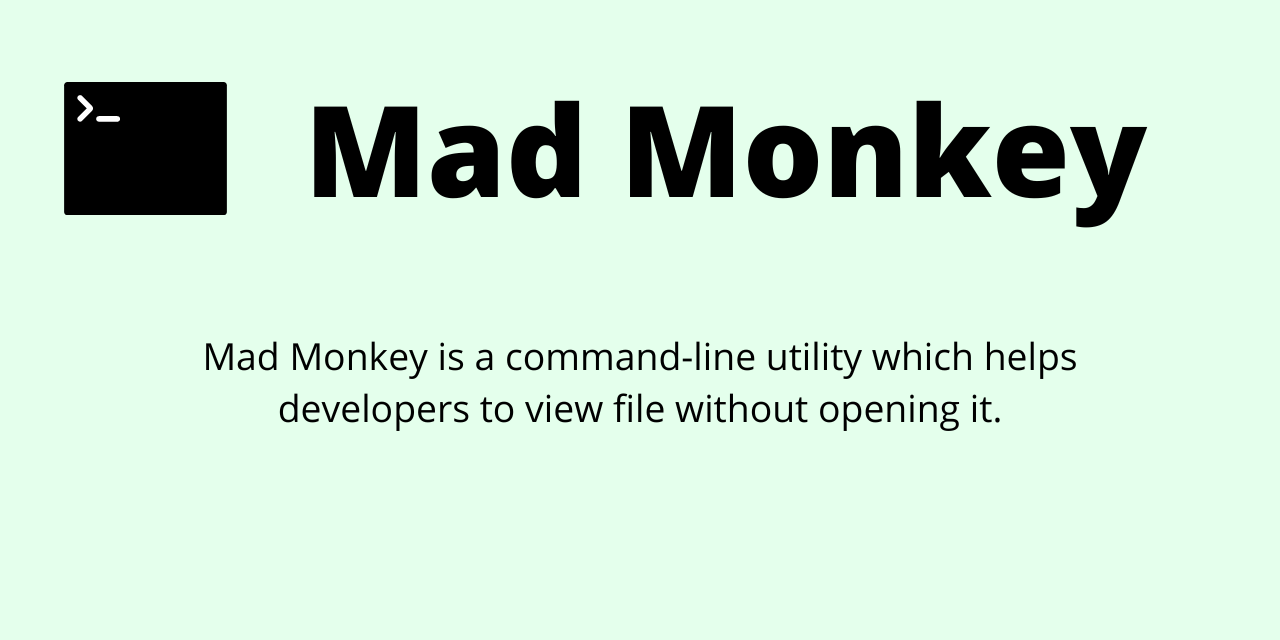 >_
Mad Monkey
Mad Monkey is a command-line utility which helps
developers to view file without opening it.